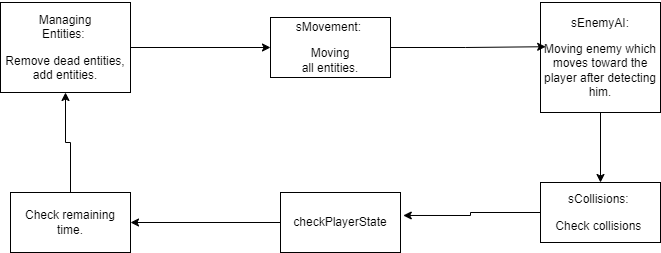 Managing
Entities:
Remove dead entities,
add entities.
sMovement:
Moving
all entities.
sEnemyAI:
Moving enemy which
moves toward the
player after detecting
him.
sCollisions:
Check collisions
checkPlayerState
Check remaining
time.